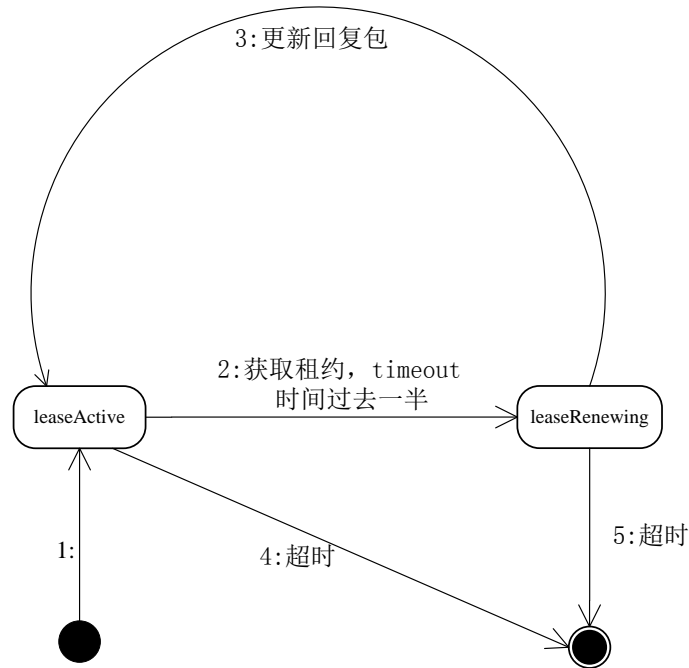 3:更新回复包
2:获取租约，timeout
时间过去一半
leaseActive
leaseRenewing
1:
4:超时
5:超时